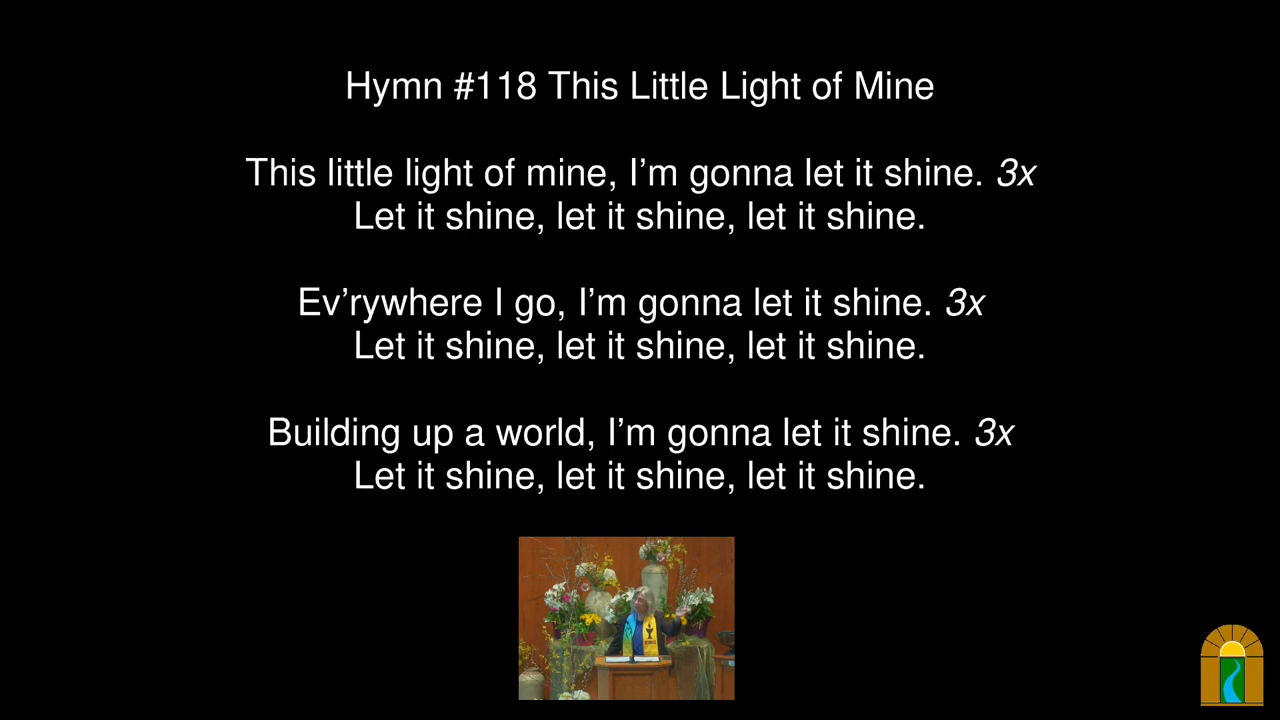 Hymn #118 This Little Light of Mine
This little light of mine, I’m gonna let it shine. 3x
Let it shine, let it shine, let it shine.
Ev’rywhere I go, I’m gonna let it shine. 3x
Let it shine, let it shine, let it shine.
Building up a world, I’m gonna let it shine. 3x
Let it shine, let it shine, let it shine.